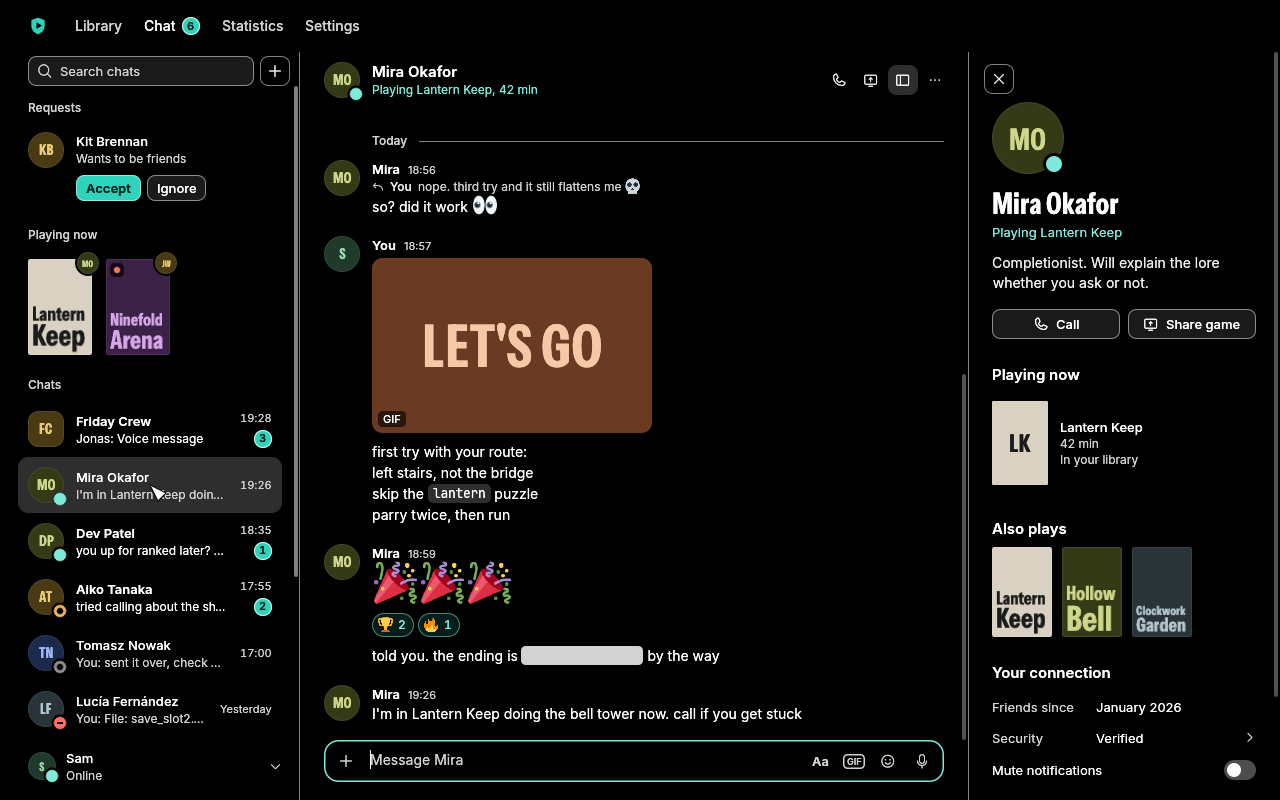 Library
Chat 6
Statistics
Settings
Search chats
Requests
KB
Kit Brennan
Wants to be friends
Accept
Ignore
Playing now
MO
Lantern
Keep
JW
Ninefold
Arena
Chats
FC
Friday Crew
19:28
Jonas: Voice message
3
MO
Mira Okafor
19:26
I'm in Lantern Keep doin...
DP
Dev Patel
18:35
you up for ranked later? ...
1
AT
Aiko Tanaka
17:55
tried calling about the sh...
2
TN
Tomasz Nowak
17:00
You: sent it over, check ...
LF
Lucía Fernández
Yesterday
You: File: save_slot2....
S
Sam
Online
MO
Mira Okafor
Playing Lantern Keep, 42 min
Today
MO
Mira 18:56
You nope. third try and it still flattens me 💀
so? did it work 👀
S
You 18:57
LET'S GO
GIF
first try with your route:
left stairs, not the bridge
skip the lantern puzzle
parry twice, then run
MO
Mira 18:59
🎉🎉🎉
🏆 2 🔥 1
told you. the ending is by the way
MO
Mira 19:26
I'm in Lantern Keep doing the bell tower now. call if you get stuck
Message Mira
Aa
GIF
MO
Mira Okafor
Playing Lantern Keep
Completionist. Will explain the lore
whether you ask or not.
Call
Share game
Playing now
LK
Lantern Keep
42 min
In your library
Also plays
Lantern
Keep
Hollow
Bell
Clockwork
Garden
Your connection
Friends since January 2026
Security Verified
Mute notifications